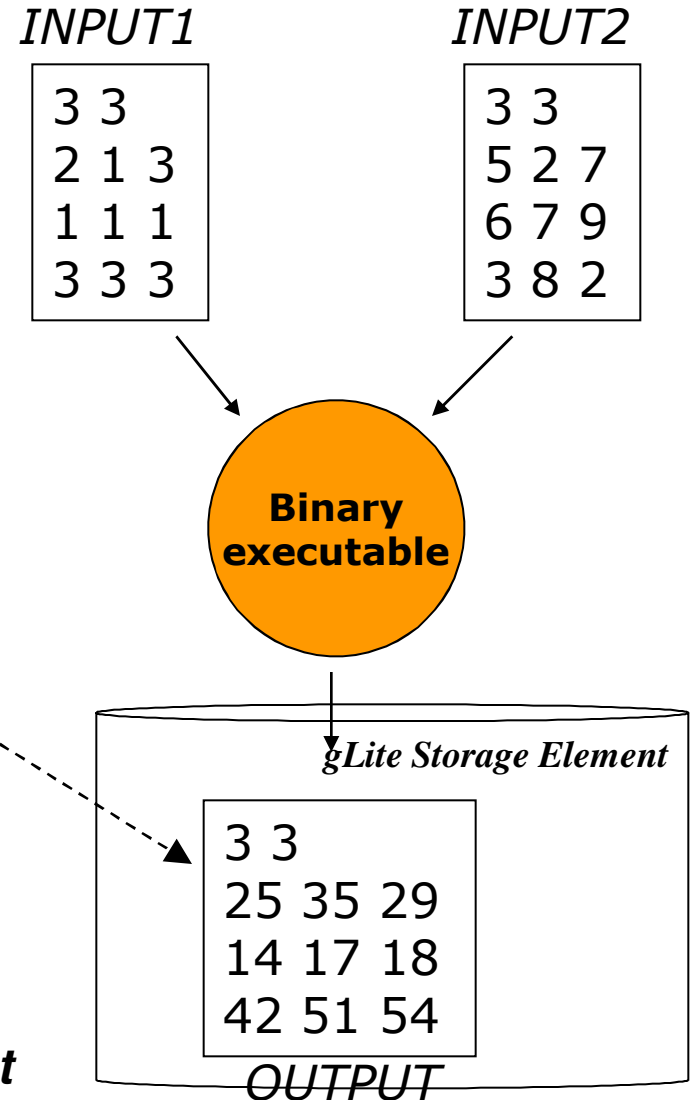 INPUT1
3 3
2 1 3
1 1 1
3 3 3
INPUT2
3 3
5 2 7
6 7 9
3 8 2
Binary
executable
gLite Storage Element
3 3
25 35 29
14 17 18
42 51 54
OUTPUT
t